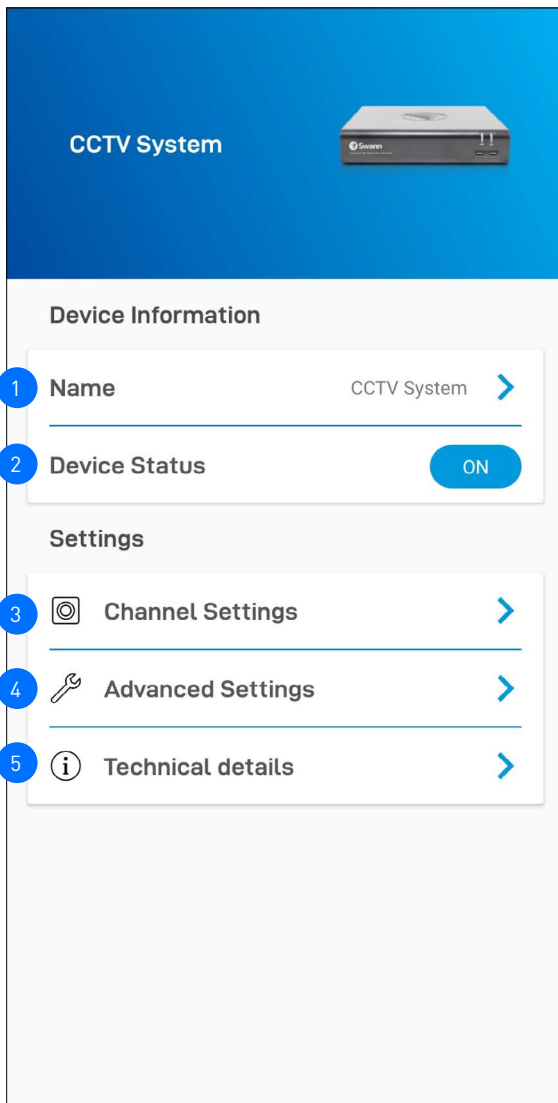 CCTV System
Swann
Device Information
1 Name CCTV System
2 Device Status ON
Settings
3 Channel Settings
4 Advanced Settings
5 Technical details